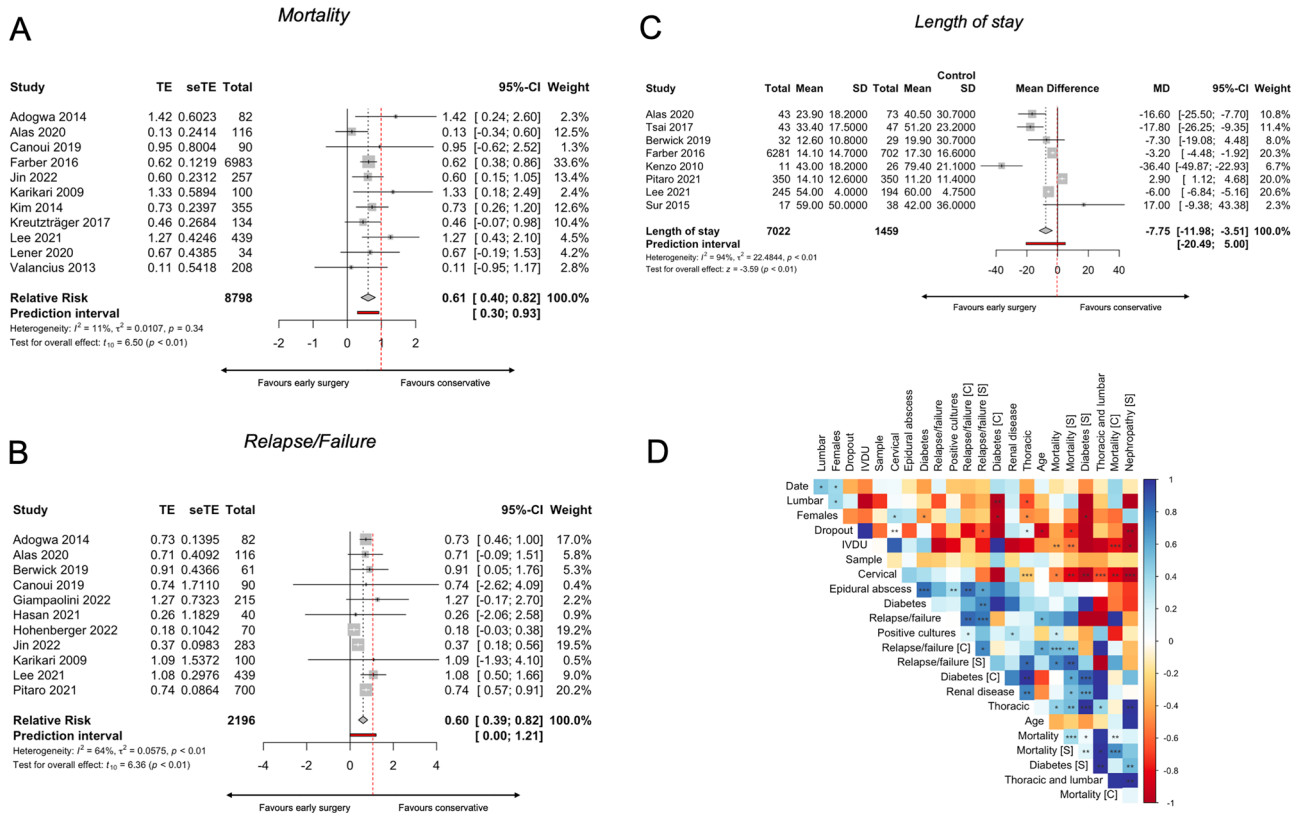 A
Mortality
Study TE seTE Total 95%-CI Weight
Adogwa 2014 1.42 0.6023 82 1.42 [ 0.24; 2.60] 2.3%
Alas 2020 0.13 0.2414 116 0.13 [-0.34; 0.60] 12.5%
Canoui 2019 0.95 0.8004 90 0.95 [-0.62; 2.52] 1.3%
Farber 2016 0.62 0.1219 6983 0.62 [ 0.38; 0.86] 33.6%
Jin 2022 0.60 0.2312 257 0.60 [ 0.15; 1.05] 13.4%
Karikari 2009 1.33 0.5894 100 1.33 [ 0.18; 2.49] 2.4%
Kim 2014 0.73 0.2397 355 0.73 [ 0.26; 1.20] 12.6%
Kreutzträger 2017 0.46 0.2684 134 0.46 [-0.07; 0.98] 10.4%
Lee 2021 1.27 0.4246 439 1.27 [ 0.43; 2.10] 4.5%
Lener 2020 0.67 0.4385 34 0.67 [-0.19; 1.53] 4.2%
Valancius 2013 0.11 0.5418 208 0.11 [-0.95; 1.17] 2.8%
Relative Risk 8798 0.61 [ 0.40; 0.82] 100.0%
Prediction interval [ 0.30; 0.93]
Heterogeneity: I² = 11%, τ² = 0.0107, p = 0.34
Test for overall effect: t₁₀ = 6.50 (p < 0.01)
-2 -1 0 1 2
Favours early surgery Favours conservative
B
Relapse/Failure
Study TE seTE Total 95%-CI Weight
Adogwa 2014 0.73 0.1395 82 0.73 [ 0.46; 1.00] 17.0%
Alas 2020 0.71 0.4092 116 0.71 [-0.09; 1.51] 5.8%
Berwick 2019 0.91 0.4366 61 0.91 [ 0.05; 1.76] 5.3%
Canoui 2019 0.74 1.7110 90 0.74 [-2.62; 4.09] 0.4%
Giampaolini 2022 1.27 0.7323 215 1.27 [-0.17; 2.70] 2.2%
Hasan 2021 0.26 1.1829 40 0.26 [-2.06; 2.58] 0.9%
Hohenberger 2022 0.18 0.1042 70 0.18 [-0.03; 0.38] 19.2%
Jin 2022 0.37 0.0983 283 0.37 [ 0.18; 0.56] 19.5%
Karikari 2009 1.09 1.5372 100 1.09 [-1.93; 4.10] 0.5%
Lee 2021 1.08 0.2976 439 1.08 [ 0.50; 1.66] 9.0%
Pitaro 2021 0.74 0.0864 700 0.74 [ 0.57; 0.91] 20.2%
Relative Risk 2196 0.60 [ 0.39; 0.82] 100.0%
Prediction interval [ 0.00; 1.21]
Heterogeneity: I² = 64%, τ² = 0.0575, p < 0.01
Test for overall effect: t₁₀ = 6.36 (p < 0.01)
-4 -2 0 2 4
Favours early surgery Favours conservative
C
Length of stay
Control
Study Total Mean SD Total Mean SD Mean Difference MD 95%-CI Weight
Alas 2020 43 23.90 18.2000 73 40.50 30.7000 -16.60 [-25.50; -7.70] 10.8%
Tsai 2017 43 33.40 17.5000 47 51.20 23.2000 -17.80 [-26.25; -9.35] 11.4%
Berwick 2019 32 12.60 10.8000 29 19.90 30.7000 -7.30 [-19.08; 4.48] 8.0%
Farber 2016 6281 14.10 14.7000 702 17.30 16.6000 -3.20 [ -4.48; -1.92] 20.3%
Kenzo 2010 11 43.00 18.2000 26 79.40 21.1000 -36.40 [-49.87; -22.93] 6.7%
Pitaro 2021 350 14.10 12.6000 350 11.20 11.4000 2.90 [ 1.12; 4.68] 20.0%
Lee 2021 245 54.00 4.0000 194 60.00 4.7500 -6.00 [ -6.84; -5.16] 20.6%
Sur 2015 17 59.00 50.0000 38 42.00 36.0000 17.00 [ -9.38; 43.38] 2.3%
Length of stay 7022 1459 -7.75 [-11.98; -3.51] 100.0%
Prediction interval [-20.49; 5.00]
Heterogeneity: I² = 94%, τ² = 22.4844, p < 0.01
Test for overall effect: z = -3.59 (p < 0.01)
-40 -20 0 20 40
Favours early surgery Favours conservative
D
Lumbar
Females
Dropout
IVDU
Sample
Cervical
Epidural abscess
Diabetes
Relapse/failure
Positive cultures
Relapse/failure [C]
Relapse/failure [S]
Diabetes [C]
Renal disease
Thoracic
Age
Mortality
Mortality [S]
Diabetes [S]
Thoracic and lumbar
Mortality [C]
Nephropathy [S]
Date
Lumbar
Females
Dropout
IVDU
Sample
Cervical
Epidural abscess
Diabetes
Relapse/failure
Positive cultures
Relapse/failure [C]
Relapse/failure [S]
Diabetes [C]
Renal disease
Thoracic
Age
Mortality
Mortality [S]
Diabetes [S]
Thoracic and lumbar
Mortality [C]
1
0.8
0.6
0.4
0.2
0
-0.2
-0.4
-0.6
-0.8
-1